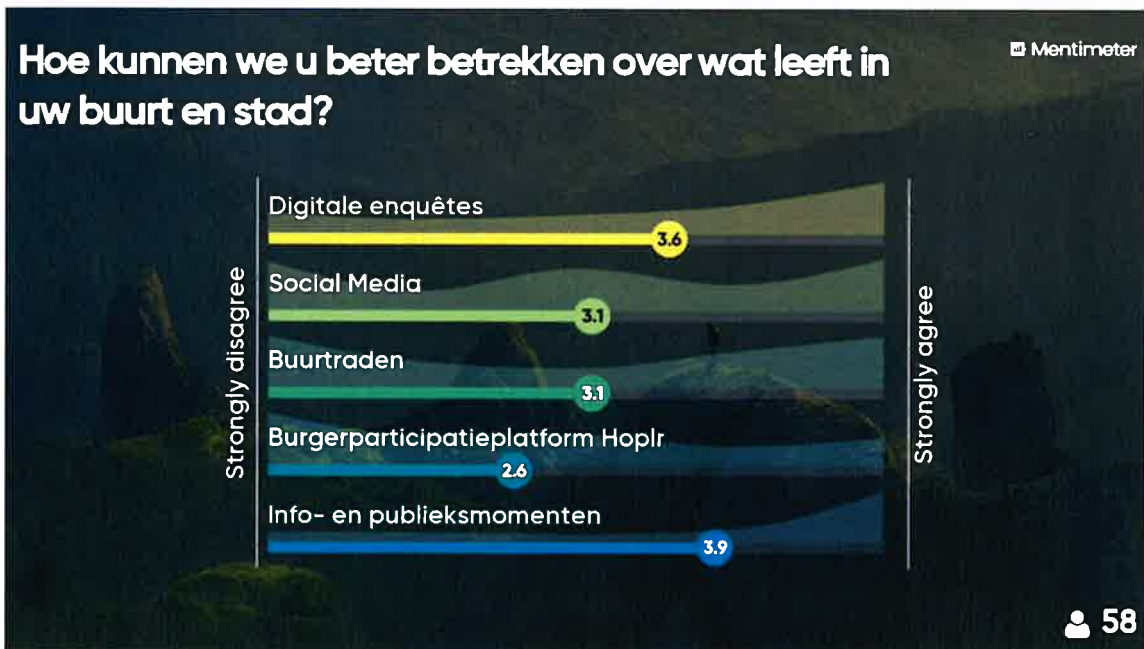 Hoe kunnen we u beter betrekken over wat leeft in
uw buurt en stad?
Mentimeter
Strongly disagree
Digitale enquêtes
3.6
Social Media
3.1
Buurtraden
3.1
Burgerparticipatieplatform Hoplr
2.6
Info- en publieksmomenten
3.9
Strongly agree
58